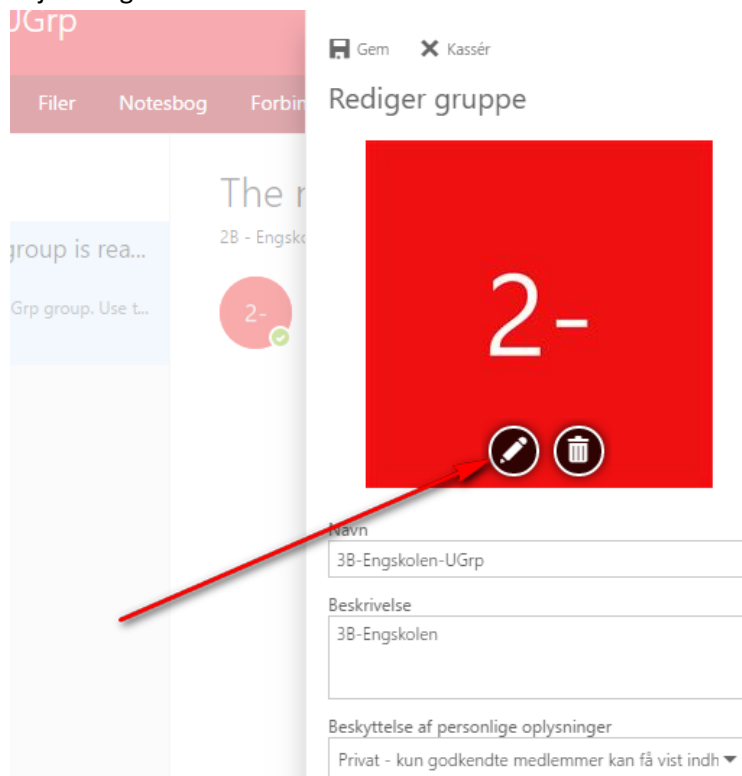 UGrp
Filer Notesbog Forbin
The r
2B - Engsko
group is rea...
Grp group. Use t...
2-
Gem Kassér
Rediger gruppe
2-
Navn
3B-Engskolen-UGrp
Beskrivelse
3B-Engskolen
Beskyttelse af personlige oplysninger
Privat - kun godkendte medlemmer kan få vist indh